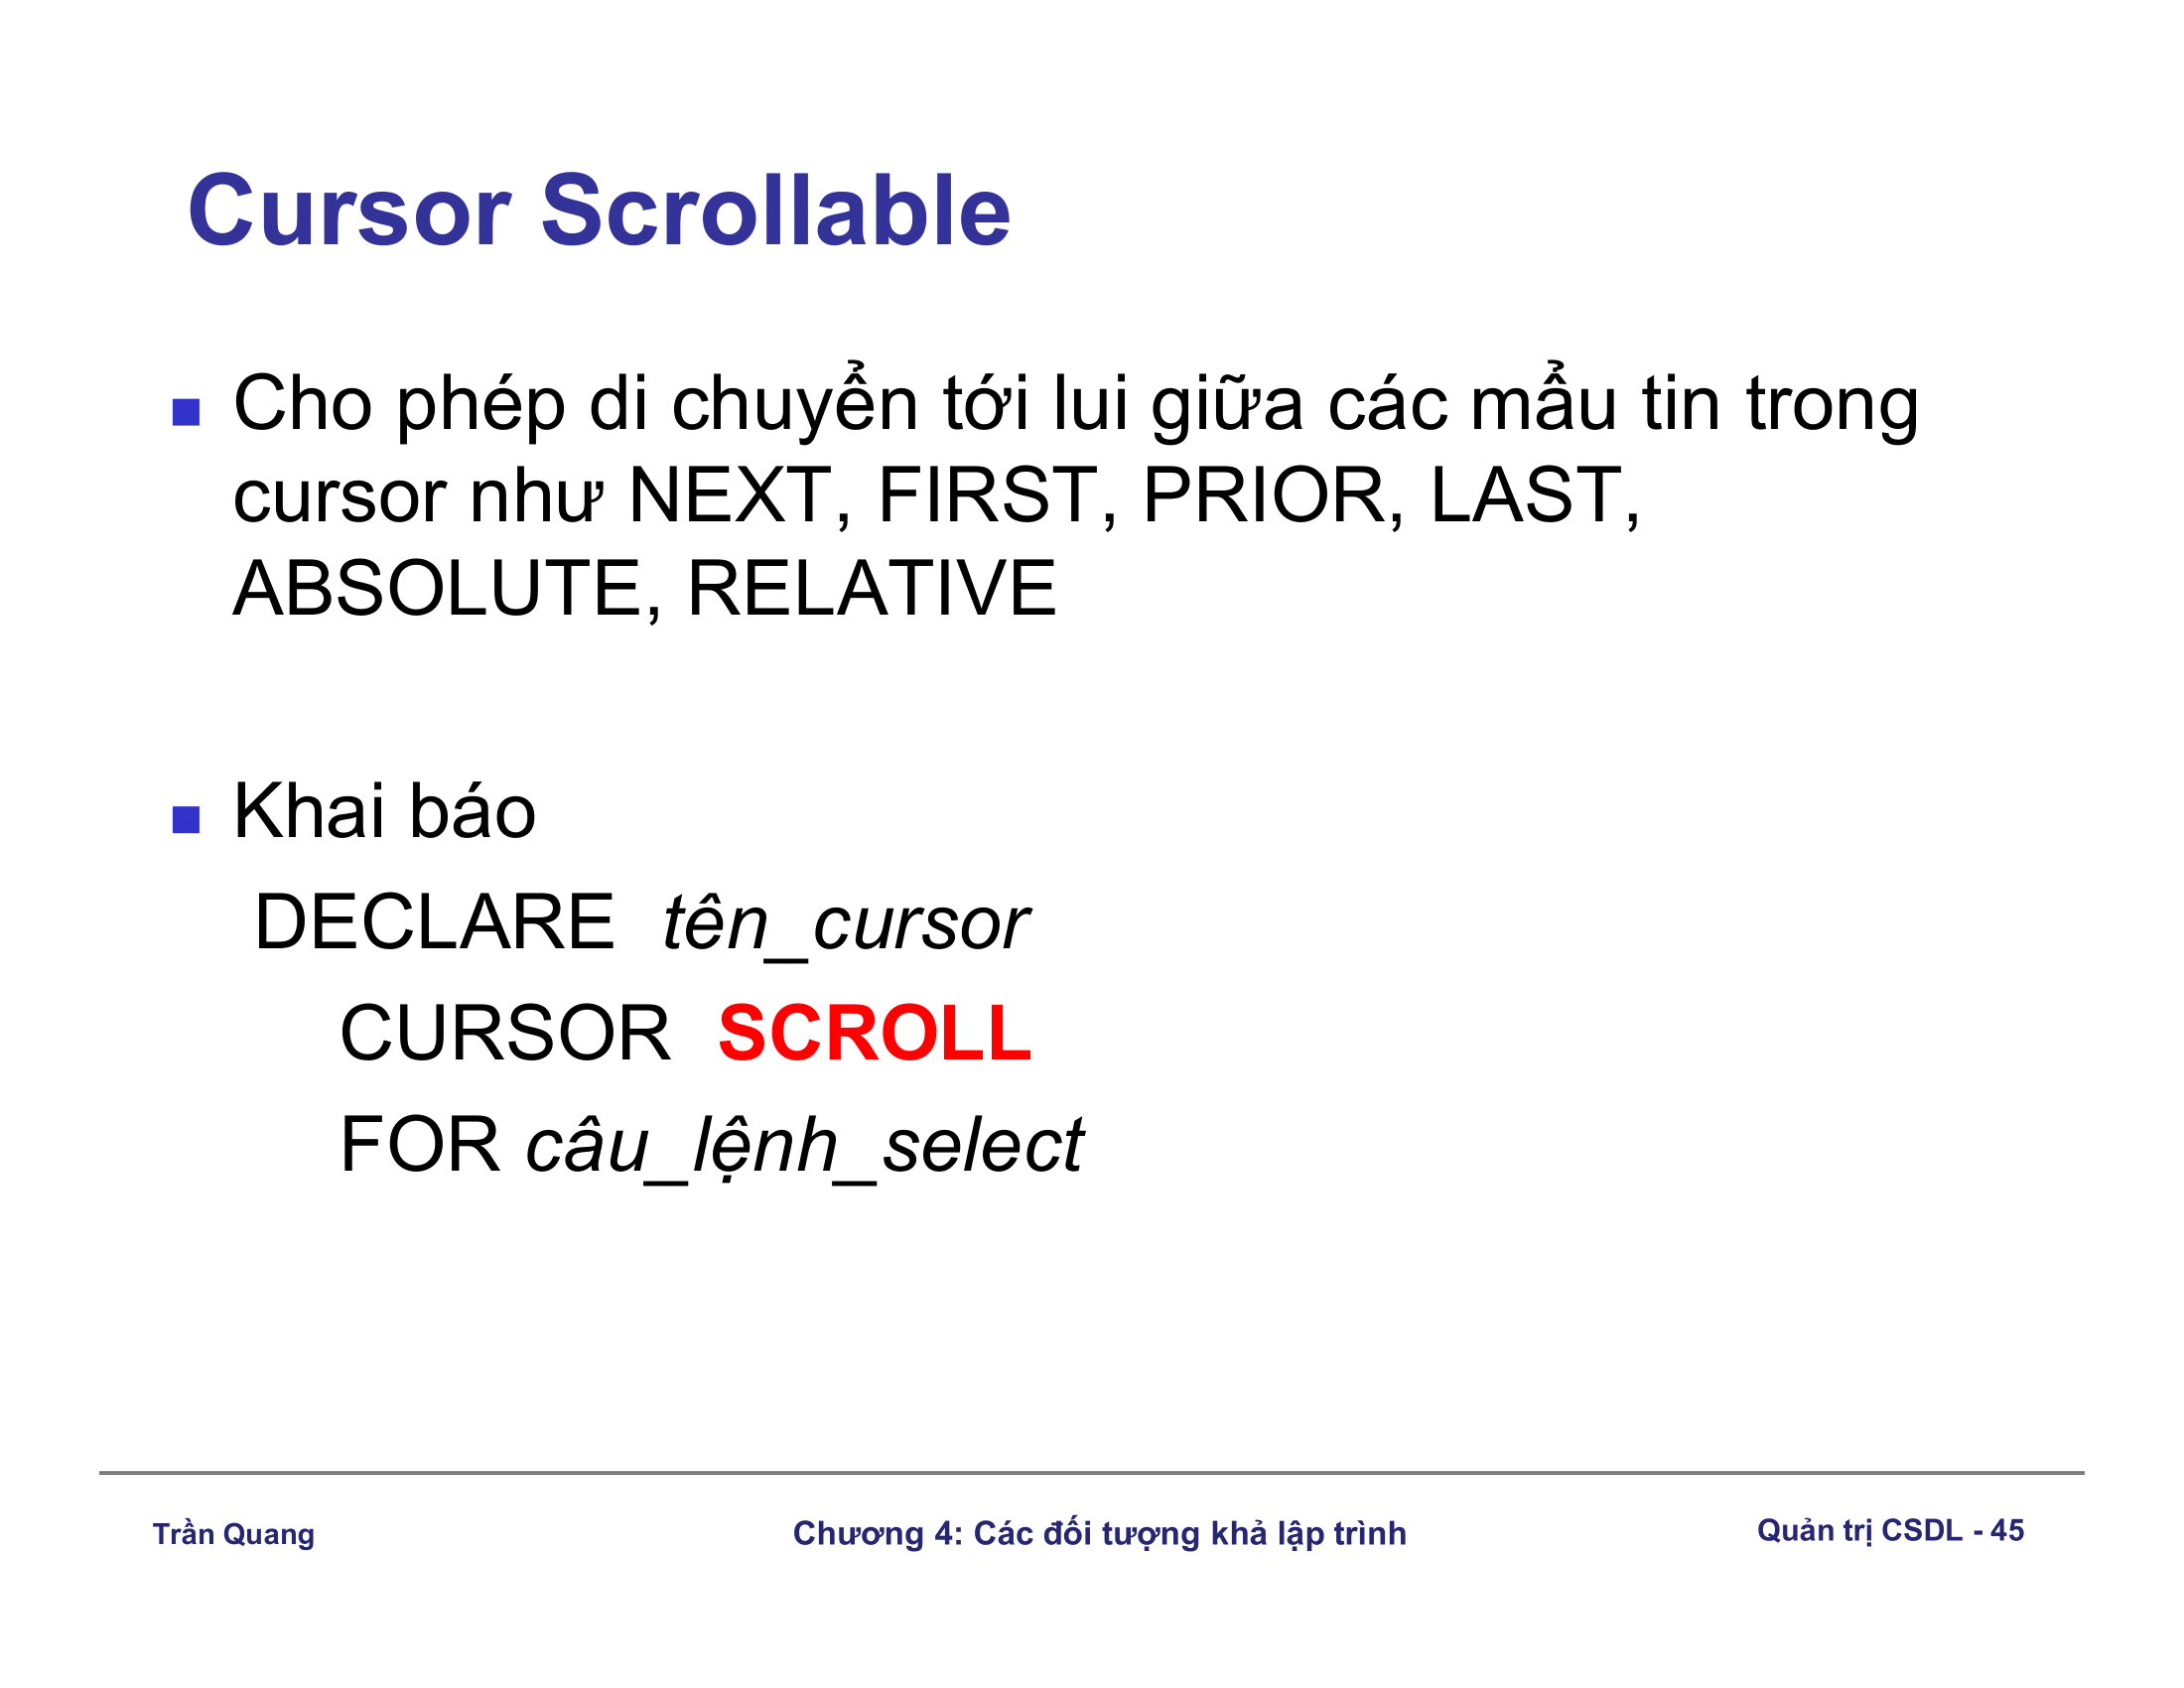 Cursor Scrollable
Cho phép di chuyển tới lui giữa các mẩu tin trong
cursor như NEXT, FIRST, PRIOR, LAST,
ABSOLUTE, RELATIVE
Khai báo
DECLARE tên_cursor
CURSOR SCROLL
FOR câu_lệnh_select
Trần Quang
Chương 4: Các đối tượng khả lập trình
Quản trị CSDL - 45